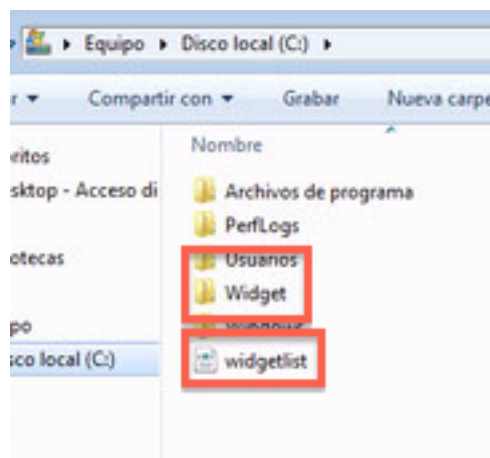 Equipo Disco local (C:)
r Compartir con Grabar Nueva carpe
Nombre
ritos
sktop - Acceso di
otecas
po
sco local (C:)
Archivos de programa
PerfLogs
Usuarios
Widget
Windows
widgetlist